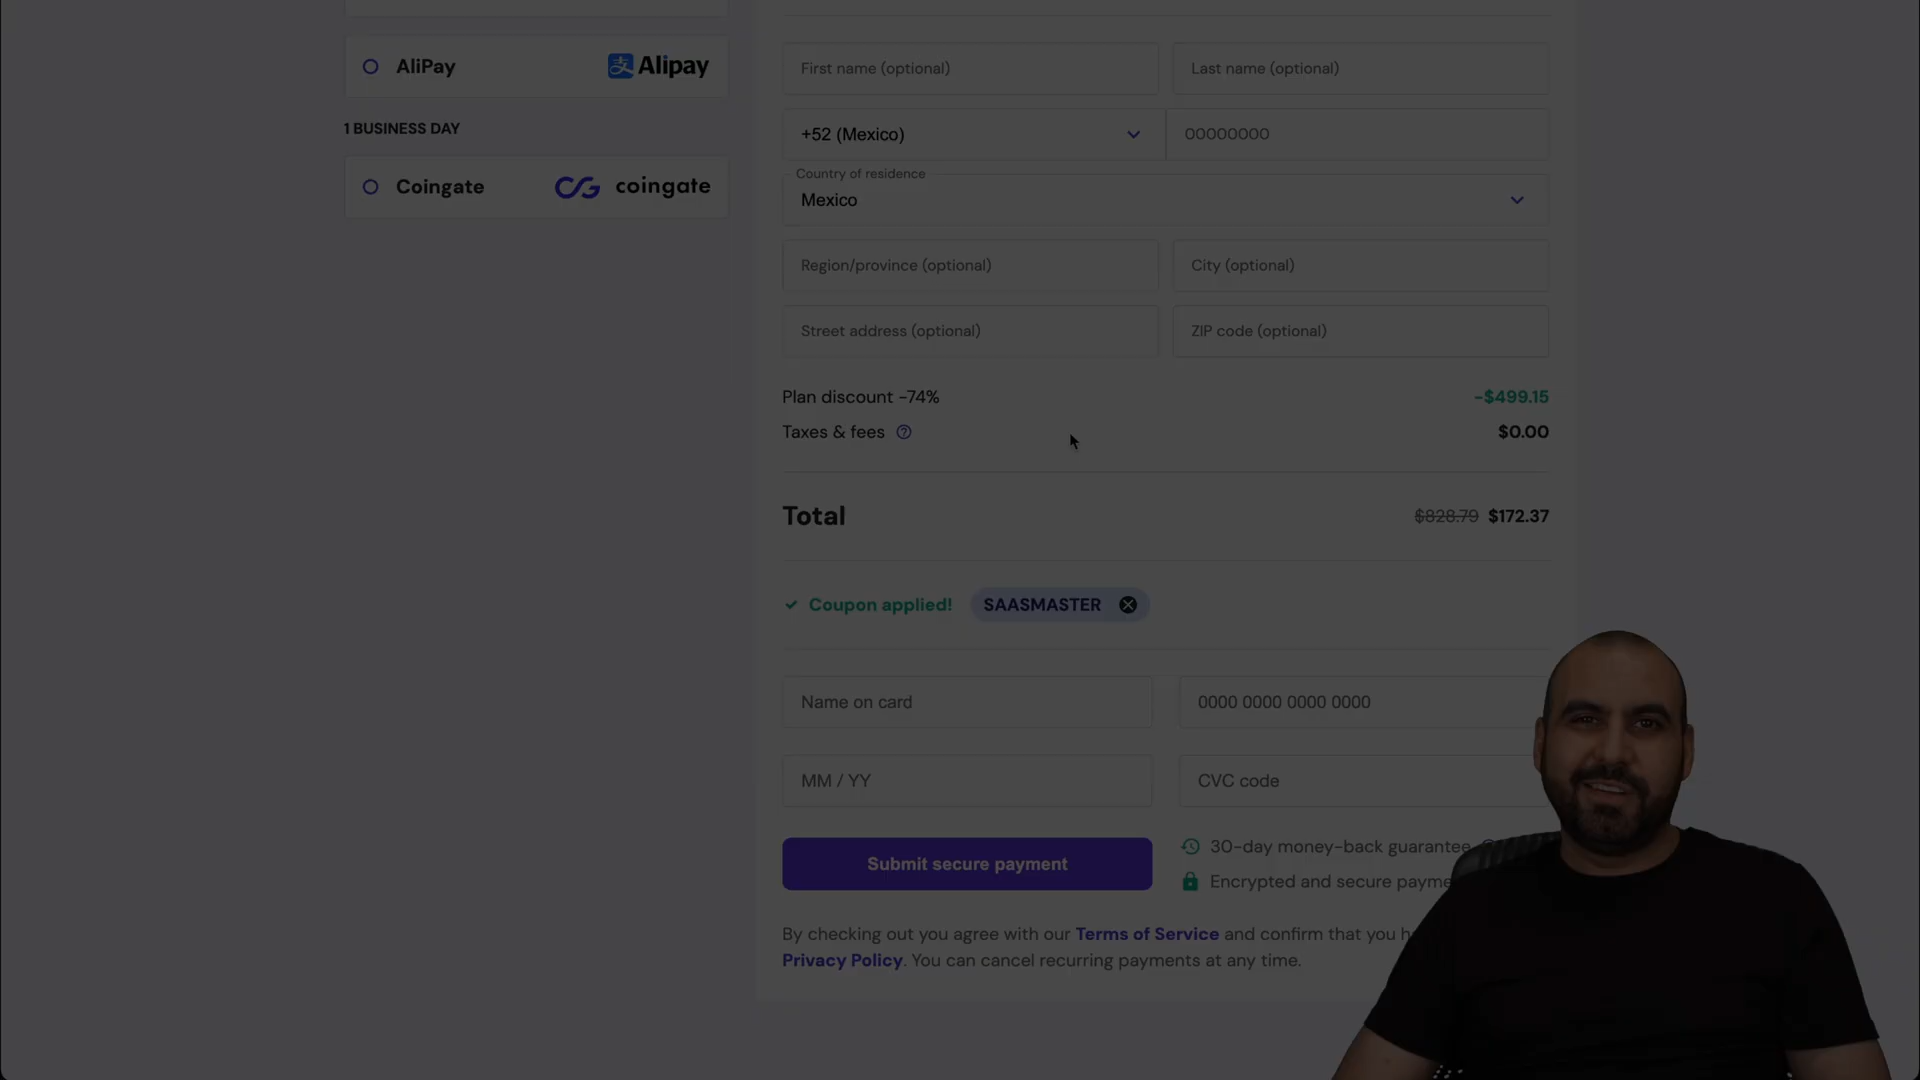 AliPay
Alipay
1 BUSINESS DAY
Coingate
coingate
First name (optional)
Last name (optional)
+52 (Mexico)
00000000
Country of residence
Mexico
Region/province (optional)
City (optional)
Street address (optional)
ZIP code (optional)
Plan discount -74%
-$499.15
Taxes & fees
$0.00
Total
$828.79 $172.37
Coupon applied! SAASMASTER
Name on card
0000 0000 0000 0000
MM / YY
CVC code
Submit secure payment
30-day money-back guarantee
Encrypted and secure payme
By checking out you agree with our Terms of Service and confirm that you h
Privacy Policy. You can cancel recurring payments at any time.